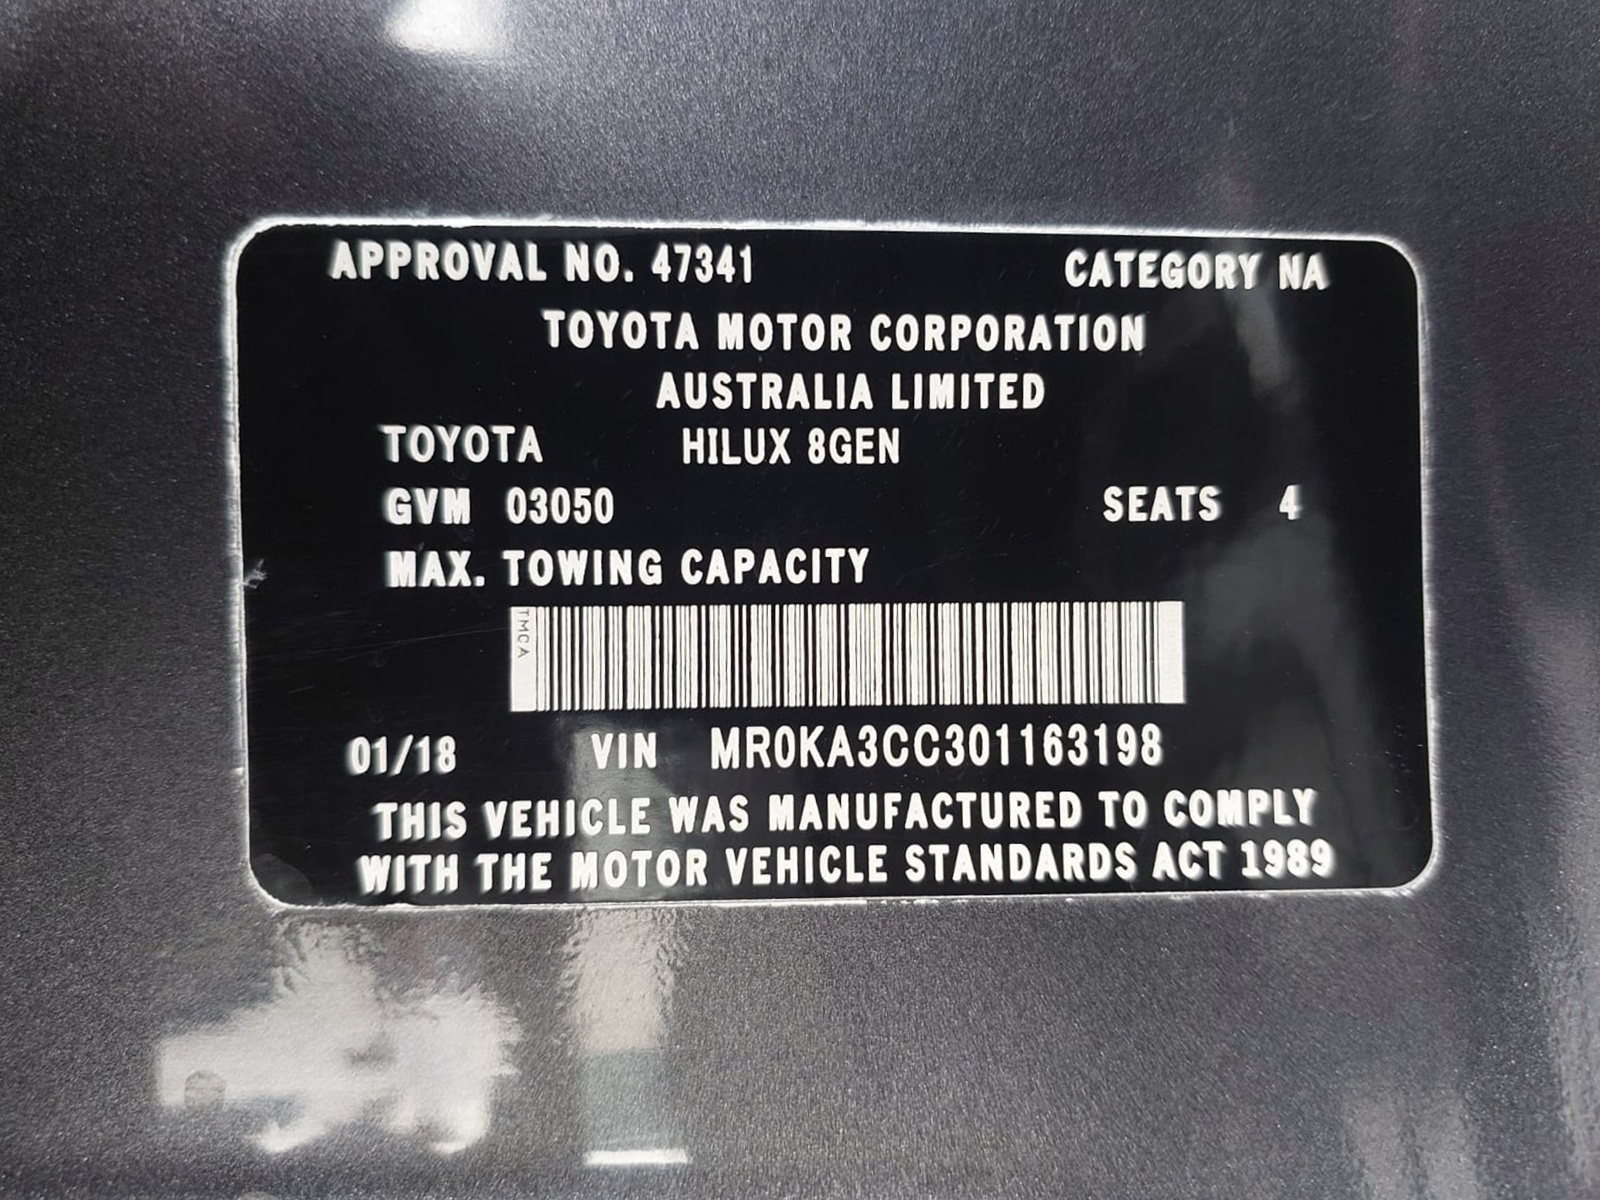 APPROVAL NO. 47341 CATEGORY NA
TOYOTA MOTOR CORPORATION
AUSTRALIA LIMITED
TOYOTA HILUX 8GEN
GVM 03050 SEATS 4
MAX. TOWING CAPACITY
TMCA
01/18 VIN MR0KA3CC301163198
THIS VEHICLE WAS MANUFACTURED TO COMPLY
WITH THE MOTOR VEHICLE STANDARDS ACT 1989